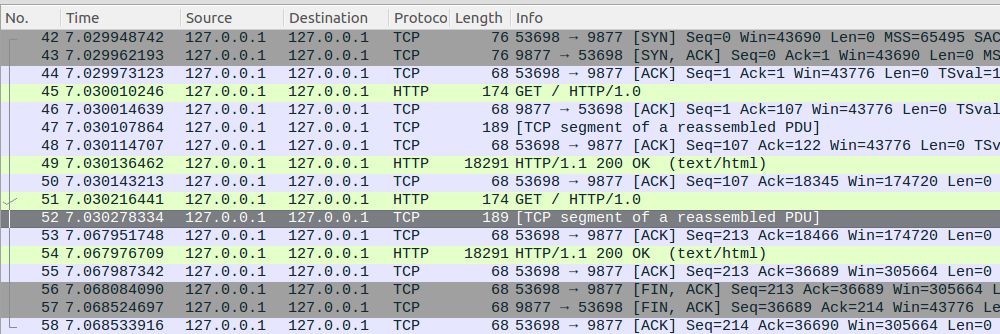 No. Time Source Destination Protoco Length Info
42 7.029948742 127.0.0.1 127.0.0.1 TCP 76 53698 → 9877 [SYN] Seq=0 Win=43690 Len=0 MSS=65495 SAC
43 7.029962193 127.0.0.1 127.0.0.1 TCP 76 9877 → 53698 [SYN, ACK] Seq=0 Ack=1 Win=43690 Len=0 MS
44 7.029973123 127.0.0.1 127.0.0.1 TCP 68 53698 → 9877 [ACK] Seq=1 Ack=1 Win=43776 Len=0 TSval=1
45 7.030010246 127.0.0.1 127.0.0.1 HTTP 174 GET / HTTP/1.0
46 7.030014639 127.0.0.1 127.0.0.1 TCP 68 9877 → 53698 [ACK] Seq=1 Ack=107 Win=43776 Len=0 TSval
47 7.030107864 127.0.0.1 127.0.0.1 TCP 189 [TCP segment of a reassembled PDU]
48 7.030114707 127.0.0.1 127.0.0.1 TCP 68 53698 → 9877 [ACK] Seq=107 Ack=122 Win=43776 Len=0 TSv
49 7.030136462 127.0.0.1 127.0.0.1 HTTP 18291 HTTP/1.1 200 OK (text/html)
50 7.030143213 127.0.0.1 127.0.0.1 TCP 68 53698 → 9877 [ACK] Seq=107 Ack=18345 Win=174720 Len=0
51 7.030216441 127.0.0.1 127.0.0.1 HTTP 174 GET / HTTP/1.0
52 7.030278334 127.0.0.1 127.0.0.1 TCP 189 [TCP segment of a reassembled PDU]
53 7.067951748 127.0.0.1 127.0.0.1 TCP 68 53698 → 9877 [ACK] Seq=213 Ack=18466 Win=174720 Len=0
54 7.067976709 127.0.0.1 127.0.0.1 HTTP 18291 HTTP/1.1 200 OK (text/html)
55 7.067987342 127.0.0.1 127.0.0.1 TCP 68 53698 → 9877 [ACK] Seq=213 Ack=36689 Win=305664 Len=0
56 7.068084090 127.0.0.1 127.0.0.1 TCP 68 53698 → 9877 [FIN, ACK] Seq=213 Ack=36689 Win=305664 L
57 7.068524697 127.0.0.1 127.0.0.1 TCP 68 9877 → 53698 [FIN, ACK] Seq=36689 Ack=214 Win=43776 Le
58 7.068533916 127.0.0.1 127.0.0.1 TCP 68 53698 → 9877 [ACK] Seq=214 Ack=36690 Win=305664 Len=0